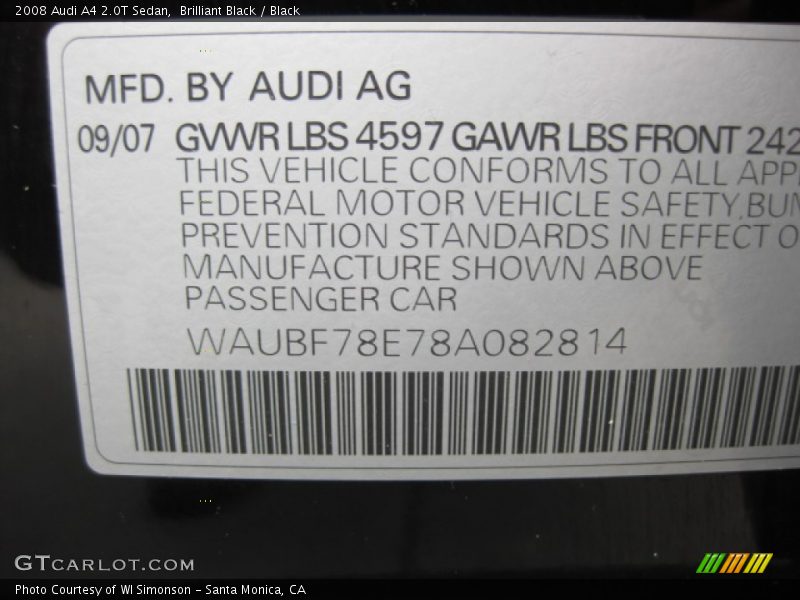 2008 Audi A4 2.0T Sedan, Brilliant Black / Black
MFD. BY AUDI AG
09/07 GVWR LBS 4597 GAWR LBS FRONT 242
THIS VEHICLE CONFORMS TO ALL APP
FEDERAL MOTOR VEHICLE SAFETY, BUM
PREVENTION STANDARDS IN EFFECT O
MANUFACTURE SHOWN ABOVE
PASSENGER CAR
WAUBF78E78A082814
GTCARLOT.COM
Photo Courtesy of WI Simonson - Santa Monica, CA